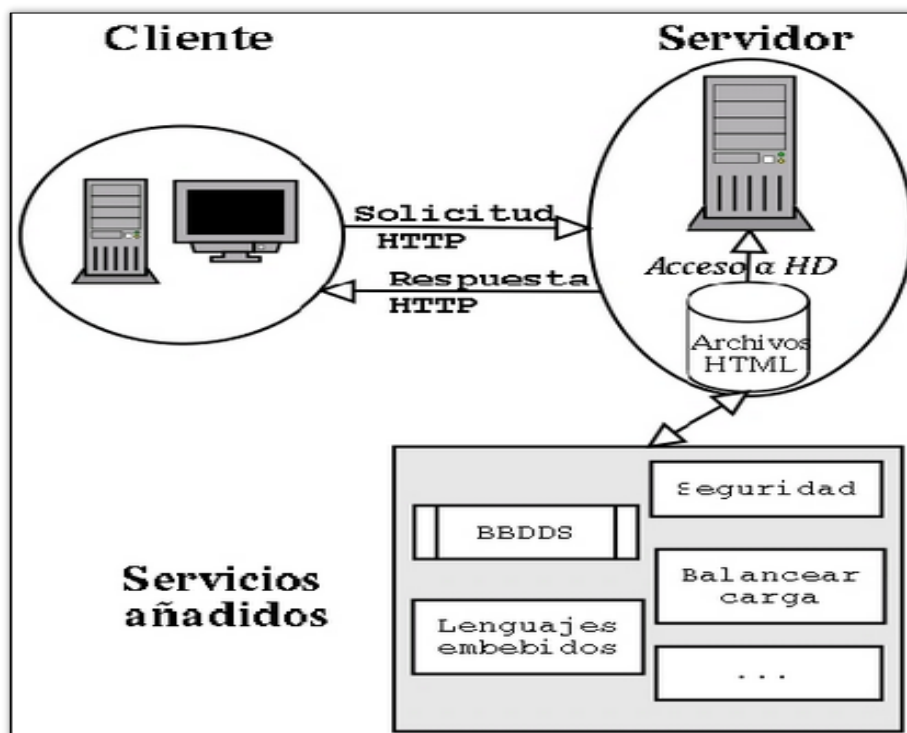 Cliente
Servidor
Solicitud
HTTP
Respuesta
HTTP
Acceso a HD
Archivos
HTML
Servicios
añadidos
BBDDS
Lenguajes
embebidos
Seguridad
Balancear
carga
...